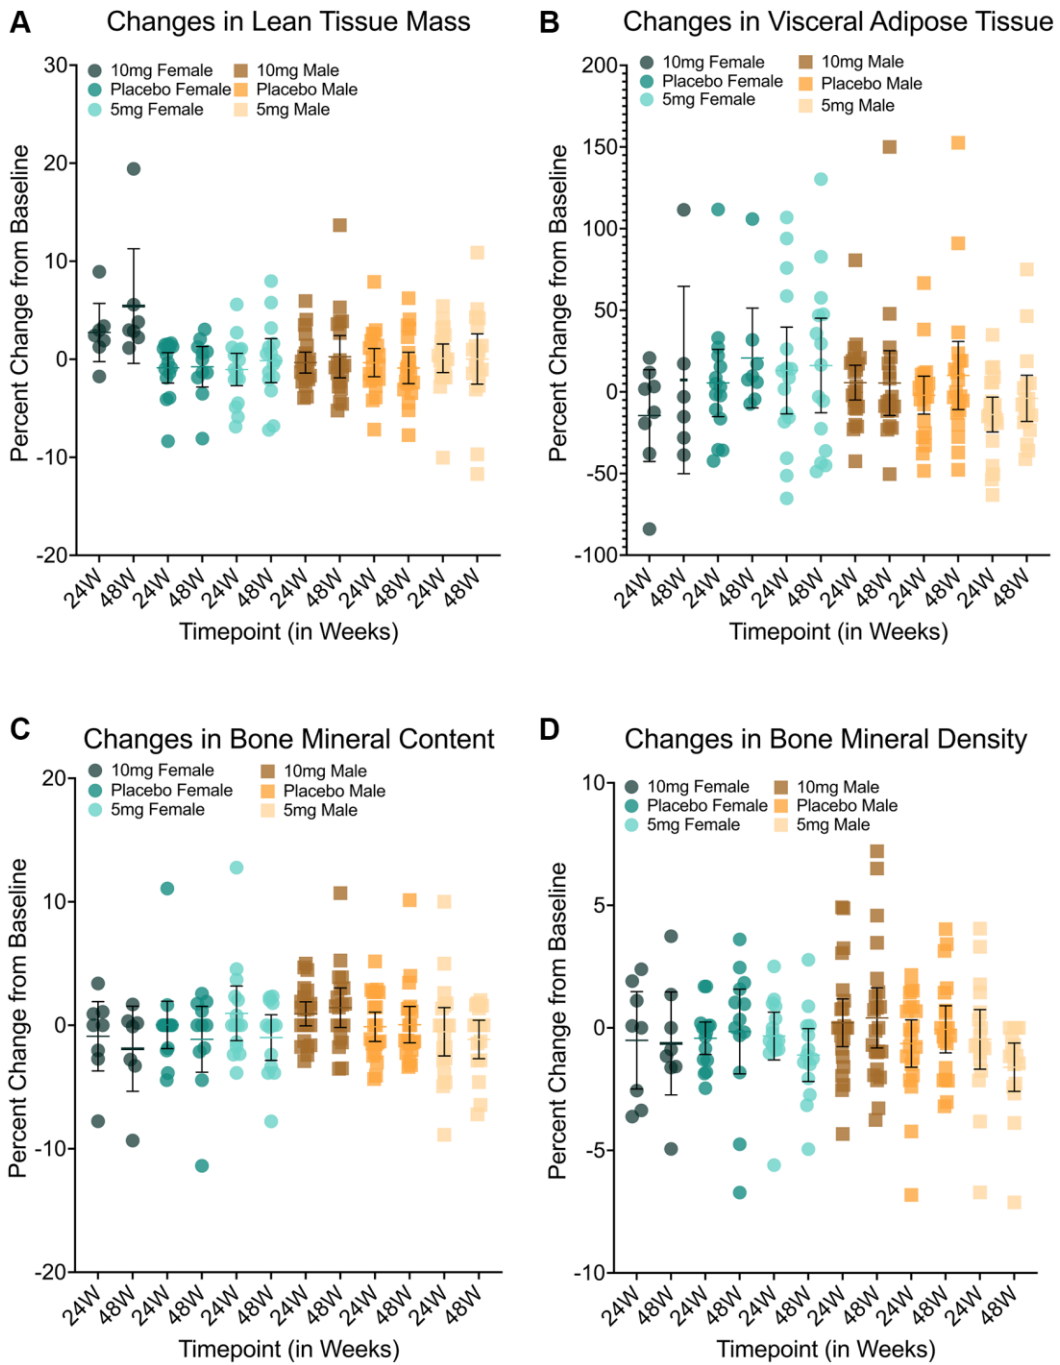 A
Changes in Lean Tissue Mass
10mg Female
Placebo Female
5mg Female
10mg Male
Placebo Male
5mg Male
30
20
10
0
-10
-20
Percent Change from Baseline
24W
48W
24W
48W
24W
48W
24W
48W
24W
48W
24W
48W
Timepoint (in Weeks)
B
Changes in Visceral Adipose Tissue
10mg Female
Placebo Female
5mg Female
10mg Male
Placebo Male
5mg Male
200
150
100
50
0
-50
-100
Percent Change from Baseline
24W
48W
24W
48W
24W
48W
24W
48W
24W
48W
24W
48W
Timepoint (in Weeks)
C
Changes in Bone Mineral Content
10mg Female
Placebo Female
5mg Female
10mg Male
Placebo Male
5mg Male
20
10
0
-10
-20
Percent Change from Baseline
24W
48W
24W
48W
24W
48W
24W
48W
24W
48W
24W
48W
Timepoint (in Weeks)
D
Changes in Bone Mineral Density
10mg Female
Placebo Female
5mg Female
10mg Male
Placebo Male
5mg Male
10
5
0
-5
-10
Percent Change from Baseline
24W
48W
24W
48W
24W
48W
24W
48W
24W
48W
24W
48W
Timepoint (in Weeks)